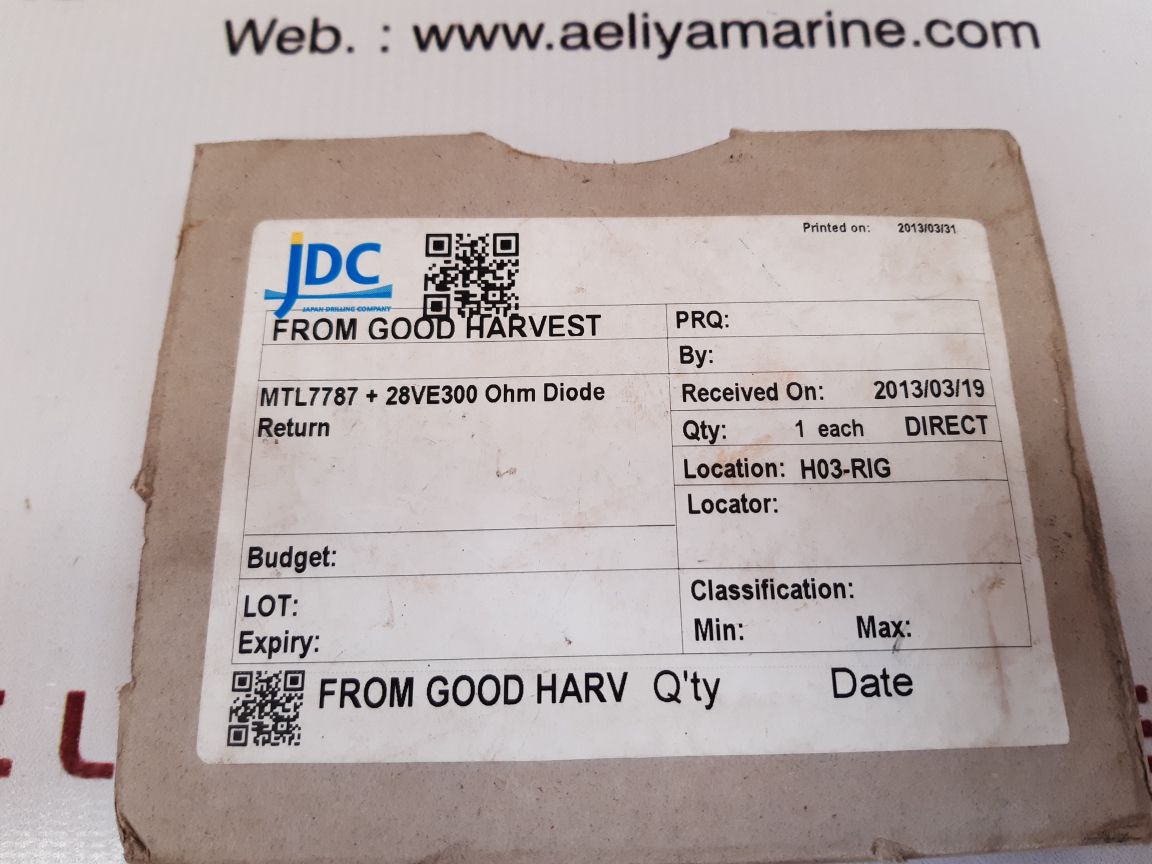 Web. : www.aeliyamarine.com
Printed on: 2013/03/31
JDC
JAPAN DRILLING COMPANY
FROM GOOD HARVEST
PRQ:
By:
MTL7787 + 28VE300 Ohm Diode
Return
Received On: 2013/03/19
Qty: 1 each DIRECT
Location: H03-RIG
Locator:
Budget:
LOT:
Expiry:
Classification:
Min: Max:
FROM GOOD HARV Q'ty Date